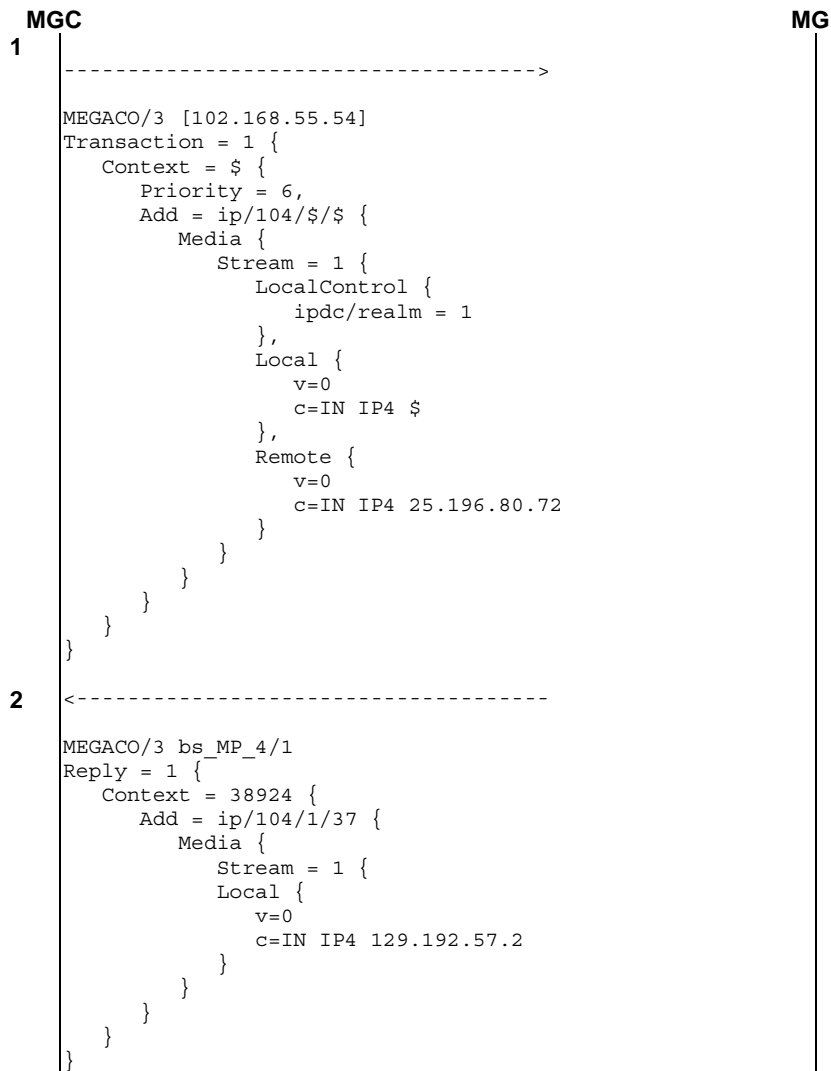 MGC MG
1
------------------------------------->
MEGACO/3 [102.168.55.54]
Transaction = 1 {
   Context = $ {
      Priority = 6,
      Add = ip/104/$/$ {
         Media {
            Stream = 1 {
               LocalControl {
                  ipdc/realm = 1
               },
               Local {
                  v=0
                  c=IN IP4 $
               },
               Remote {
                  v=0
                  c=IN IP4 25.196.80.72
               }
            }
         }
      }
   }
}
2 <-------------------------------------
MEGACO/3 bs_MP_4/1
Reply = 1 {
   Context = 38924 {
      Add = ip/104/1/37 {
         Media {
            Stream = 1 {
            Local {
               v=0
               c=IN IP4 129.192.57.2
            }
         }
      }
   }
}